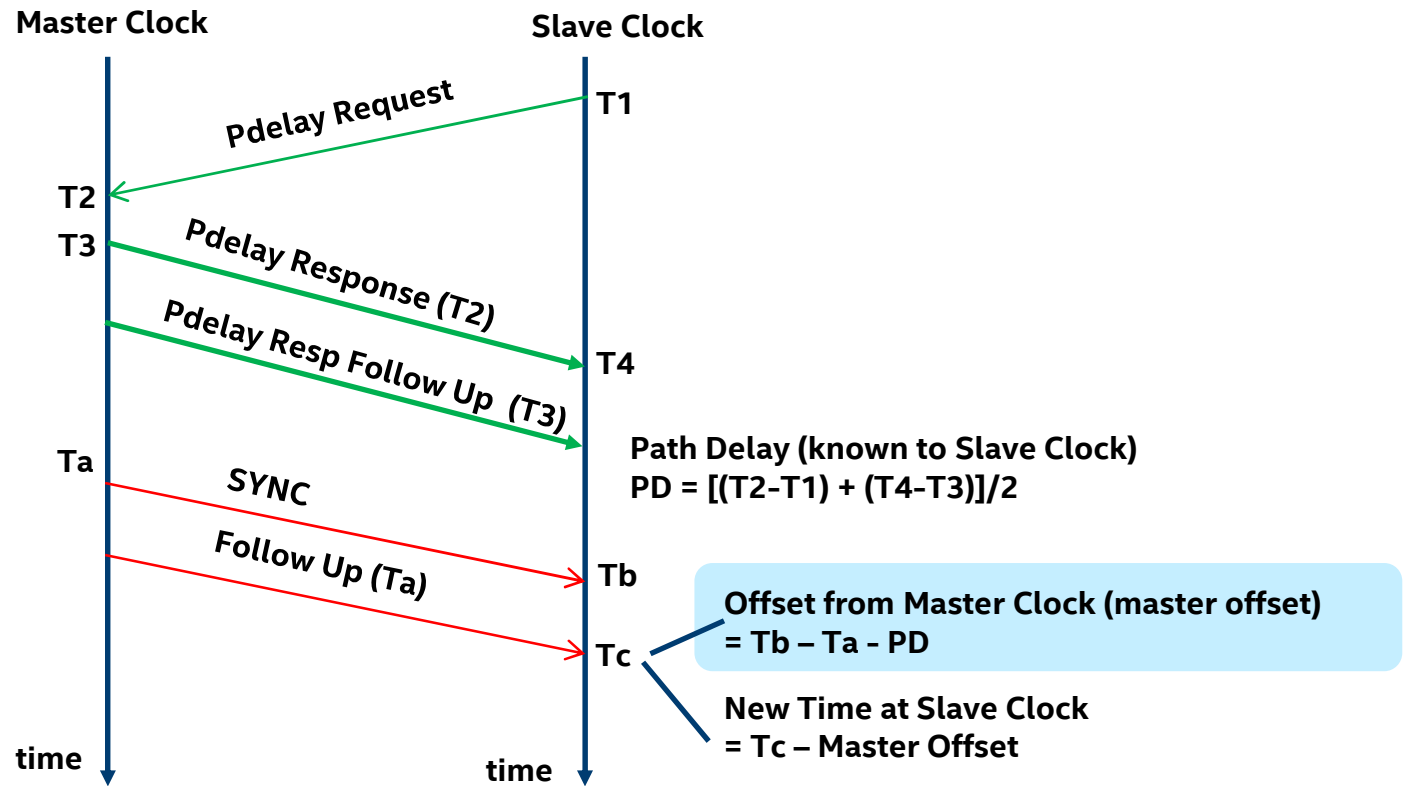 Master Clock
Slave Clock
Pdelay Request
T1
T2
T3
Pdelay Response (T2)
Pdelay Resp Follow Up (T3)
T4
Path Delay (known to Slave Clock)
PD = [(T2-T1) + (T4-T3)]/2
Ta
SYNC
Follow Up (Ta)
Tb
Offset from Master Clock (master offset)
= Tb – Ta - PD
Tc
New Time at Slave Clock
= Tc – Master Offset
time
time